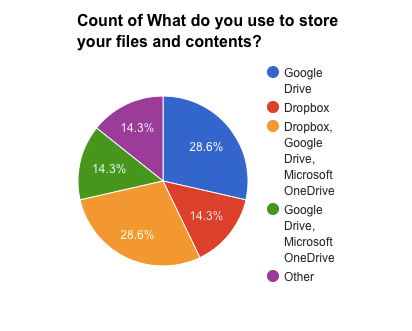 Count of What do you use to store
your files and contents?
Google
Drive
Dropbox
Dropbox,
Google
Drive,
Microsoft
OneDrive
Google
Drive,
Microsoft
OneDrive
Other
14.3%
28.6%
14.3%
14.3%
28.6%